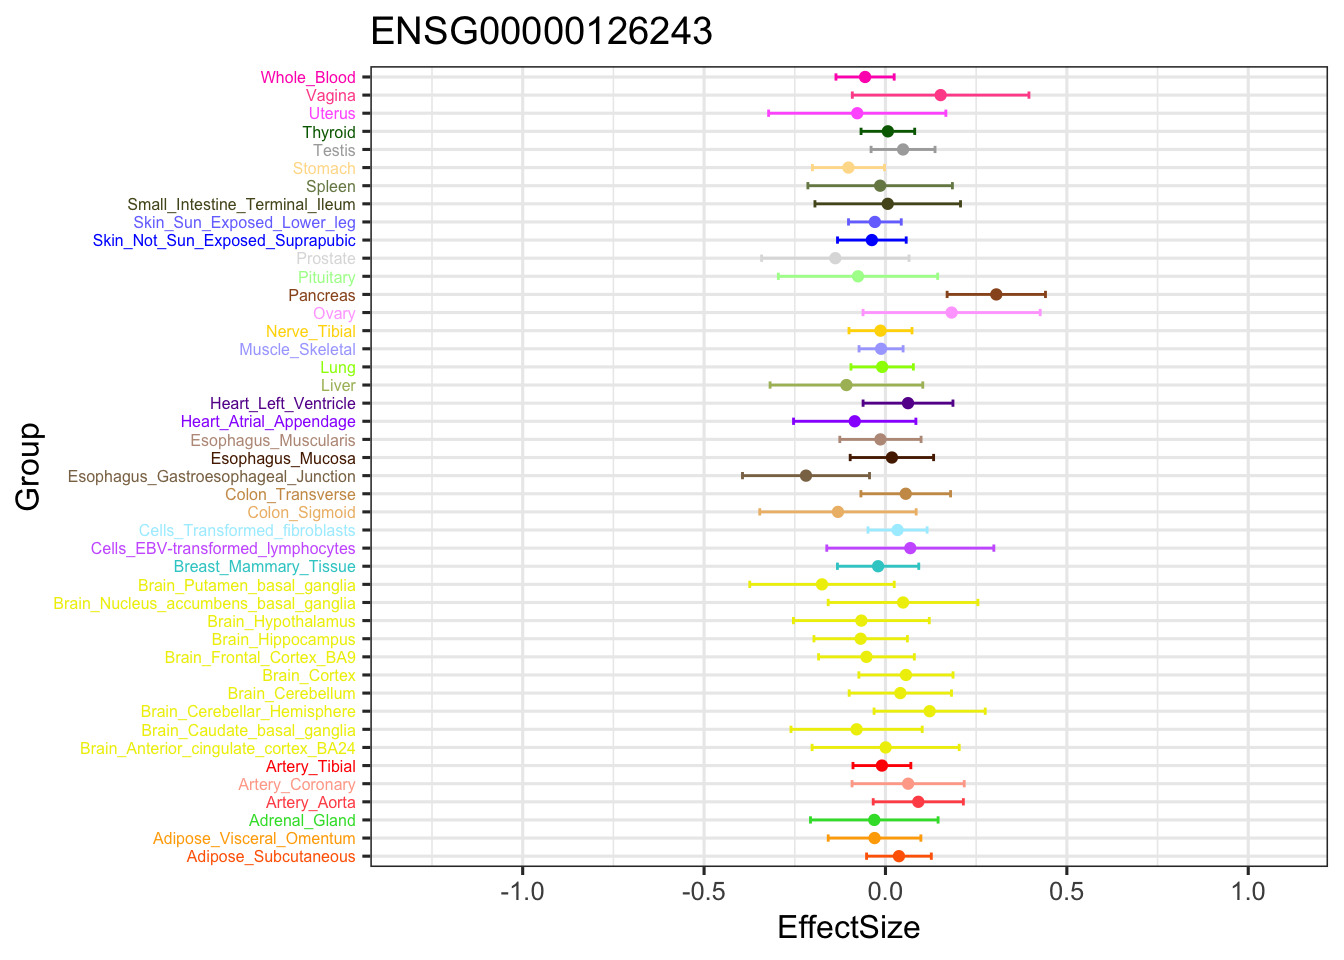 ENSG00000126243
Whole_Blood
Vagina
Uterus
Thyroid
Testis
Stomach
Spleen
Small_Intestine_Terminal_Ileum
Skin_Sun_Exposed_Lower_leg
Skin_Not_Sun_Exposed_Suprapubic
Prostate
Pituitary
Pancreas
Ovary
Nerve_Tibial
Muscle_Skeletal
Lung
Liver
Heart_Left_Ventricle
Heart_Atrial_Appendage
Esophagus_Muscularis
Esophagus_Mucosa
Esophagus_Gastroesophageal_Junction
Colon_Transverse
Colon_Sigmoid
Cells_Transformed_fibroblasts
Cells_EBV-transformed_lymphocytes
Breast_Mammary_Tissue
Brain_Putamen_basal_ganglia
Brain_Nucleus_accumbens_basal_ganglia
Brain_Hypothalamus
Brain_Hippocampus
Brain_Frontal_Cortex_BA9
Brain_Cortex
Brain_Cerebellum
Brain_Cerebellar_Hemisphere
Brain_Caudate_basal_ganglia
Brain_Anterior_cingulate_cortex_BA24
Artery_Tibial
Artery_Coronary
Artery_Aorta
Adrenal_Gland
Adipose_Visceral_Omentum
Adipose_Subcutaneous
Group
-1.0 -0.5 0.0 0.5 1.0
EffectSize